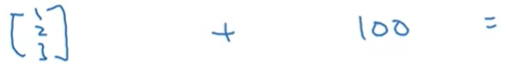 [1
2
3] + 100 =